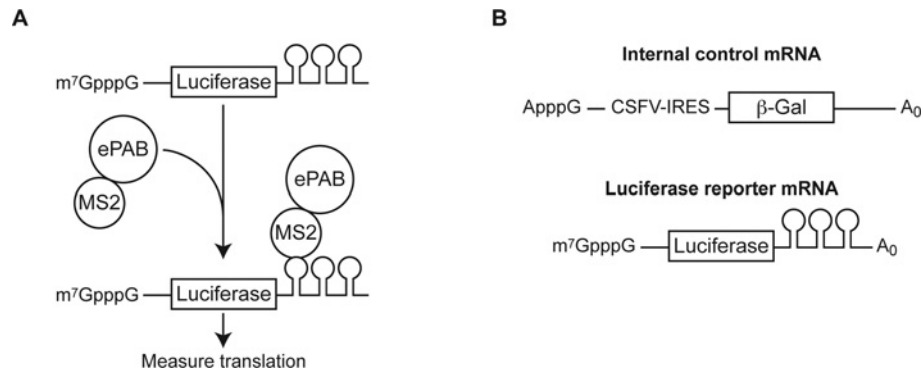 A
m⁷GpppG Luciferase
ePAB
MS2
ePAB
MS2
m⁷GpppG Luciferase
Measure translation
B
Internal control mRNA
ApppG CSFV-IRES β-Gal A₀
Luciferase reporter mRNA
m⁷GpppG Luciferase A₀